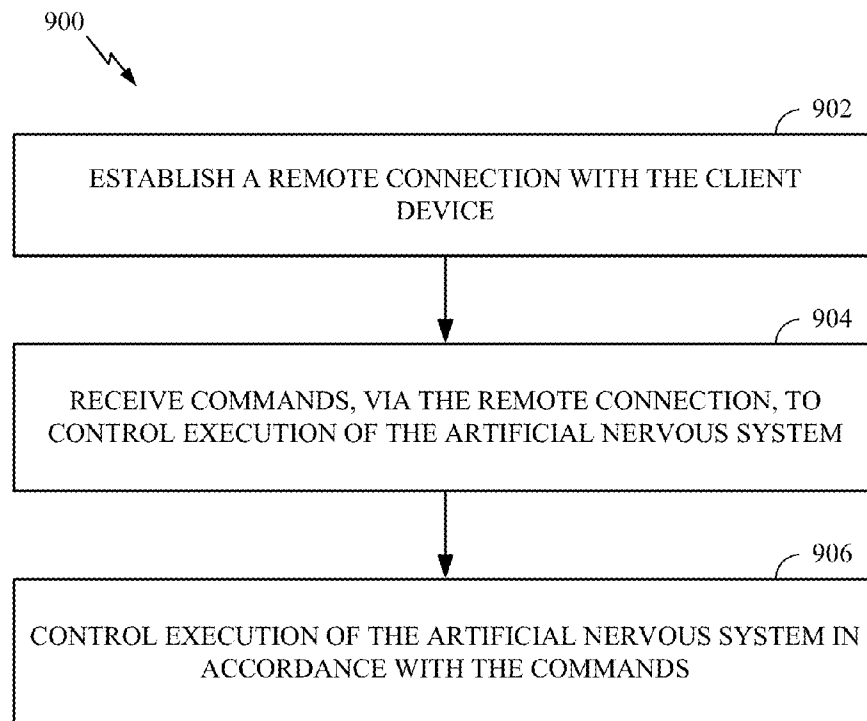 900
902
ESTABLISH A REMOTE CONNECTION WITH THE CLIENT
DEVICE
904
RECEIVE COMMANDS, VIA THE REMOTE CONNECTION, TO
CONTROL EXECUTION OF THE ARTIFICIAL NERVOUS SYSTEM
906
CONTROL EXECUTION OF THE ARTIFICIAL NERVOUS SYSTEM IN
ACCORDANCE WITH THE COMMANDS